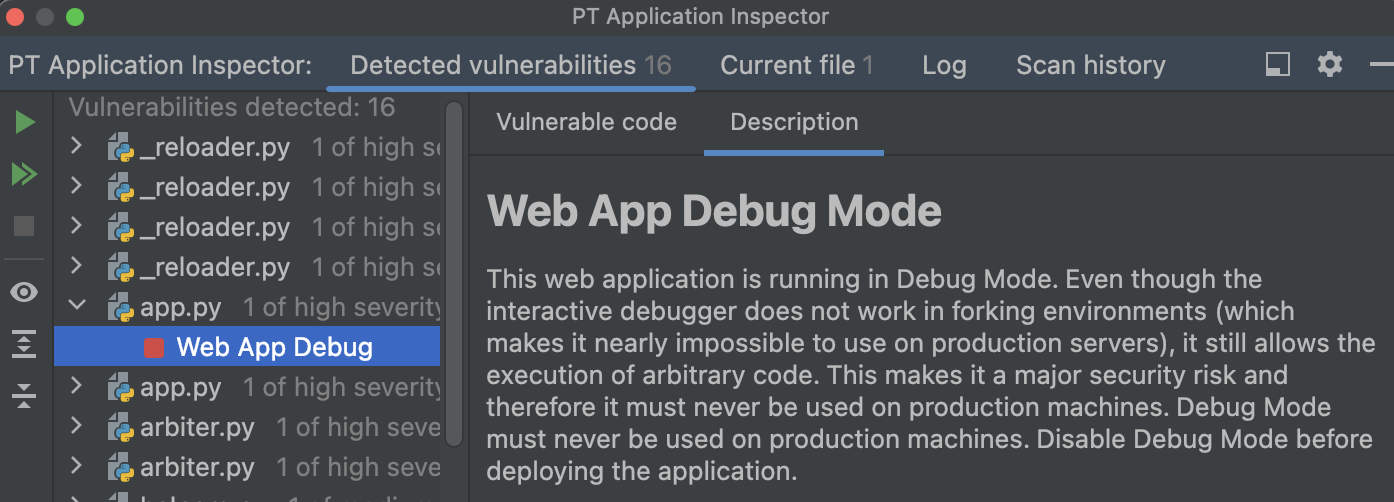 PT Application Inspector
PT Application Inspector: Detected vulnerabilities 16 Current file 1 Log Scan history
Vulnerabilities detected: 16
_reloader.py 1 of high se
_reloader.py 1 of high se
_reloader.py 1 of high se
_reloader.py 1 of high se
app.py 1 of high severity
Web App Debug
app.py 1 of high severity
arbiter.py 1 of high seve
arbiter.py 1 of high seve
Vulnerable code Description
Web App Debug Mode
This web application is running in Debug Mode. Even though the
interactive debugger does not work in forking environments (which
makes it nearly impossible to use on production servers), it still allows the
execution of arbitrary code. This makes it a major security risk and
therefore it must never be used on production machines. Debug Mode
must never be used on production machines. Disable Debug Mode before
deploying the application.